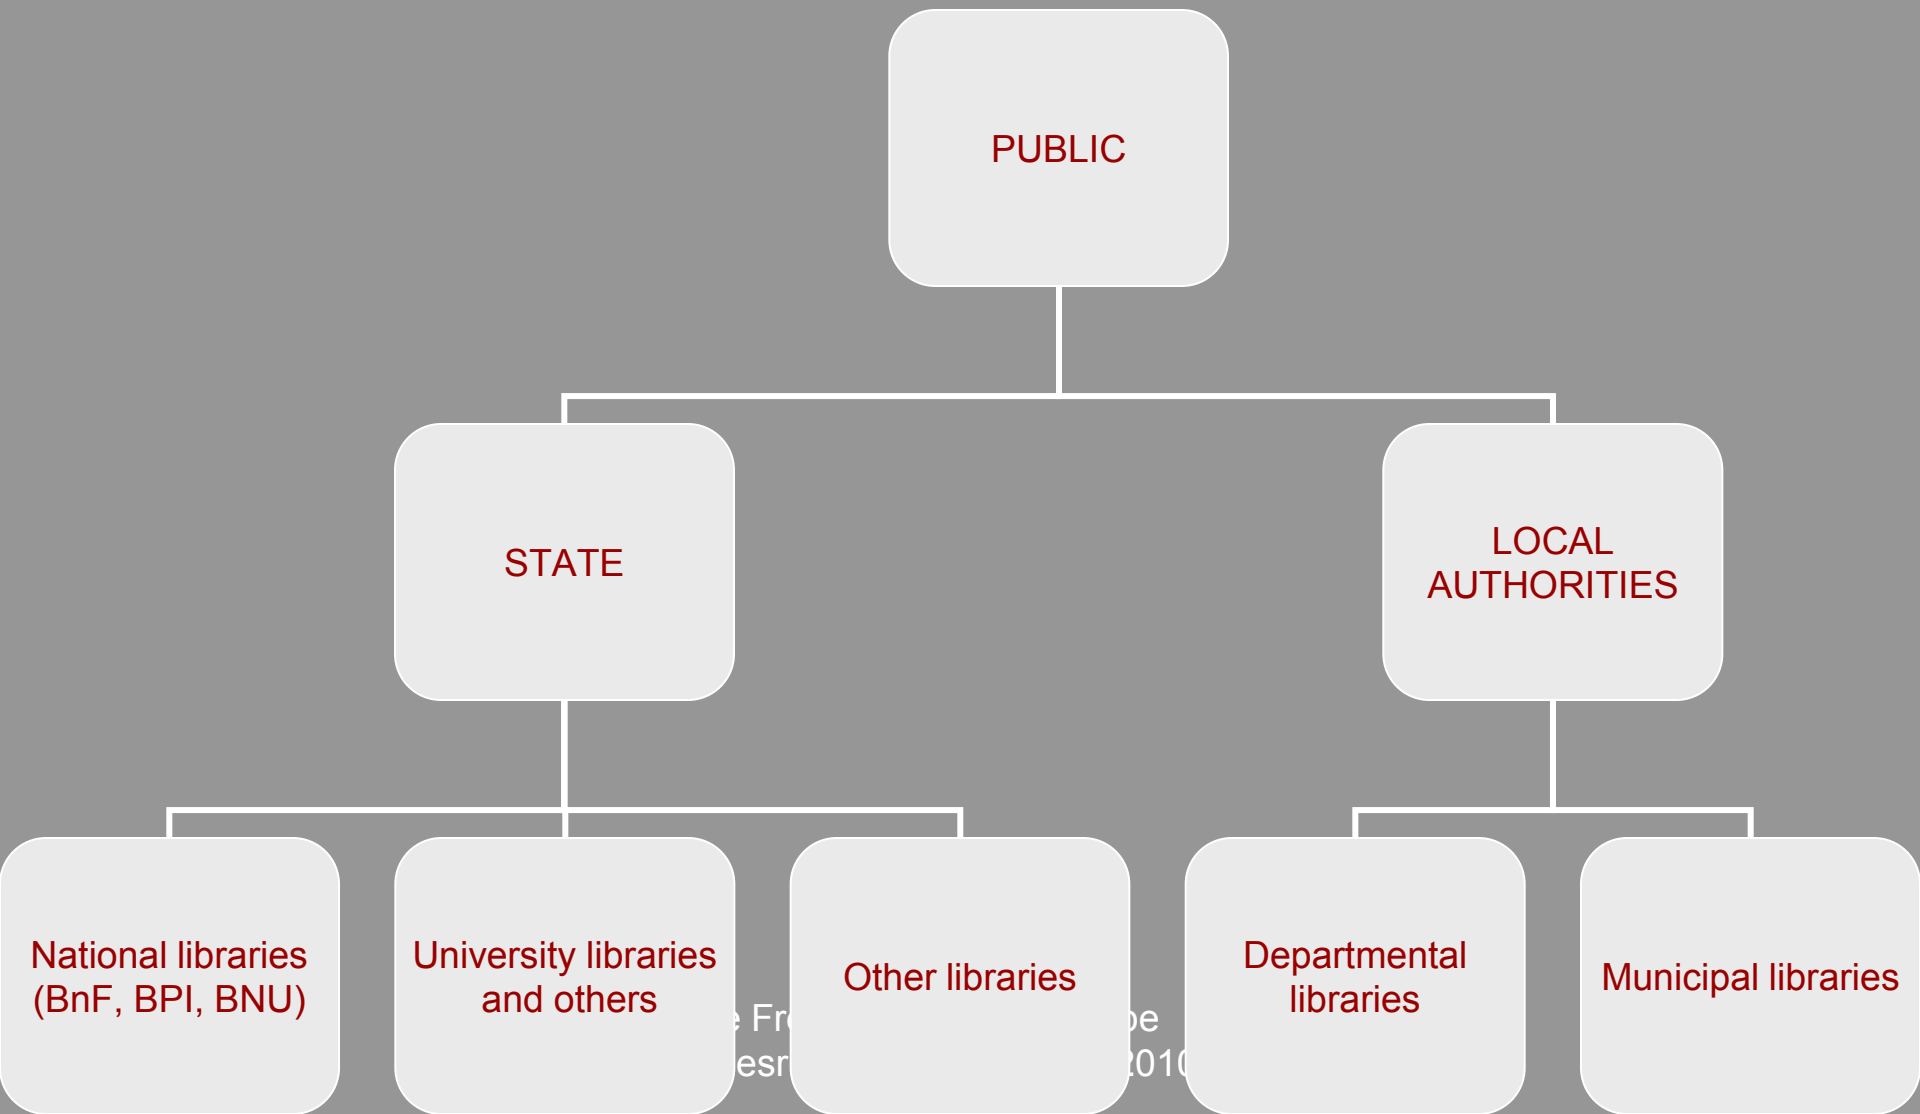 PUBLIC
STATE
LOCAL
AUTHORITIES
National libraries
(BnF, BPI, BNU)
University libraries
and others
Other libraries
Departmental
libraries
Municipal libraries